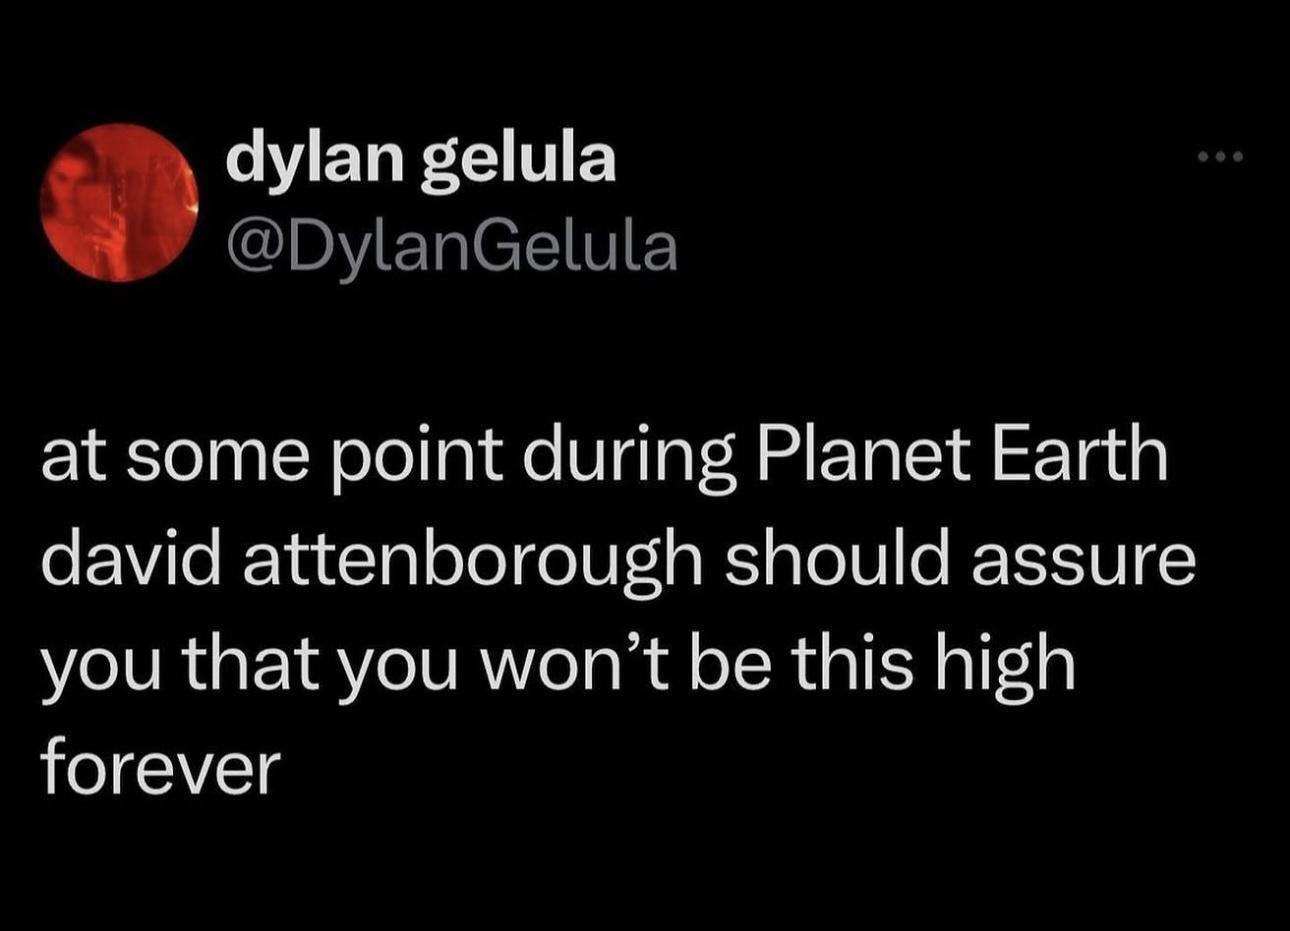 dylan gelula
@DylanGelula
at some point during Planet Earth
david attenborough should assure
you that you won’t be this high
forever